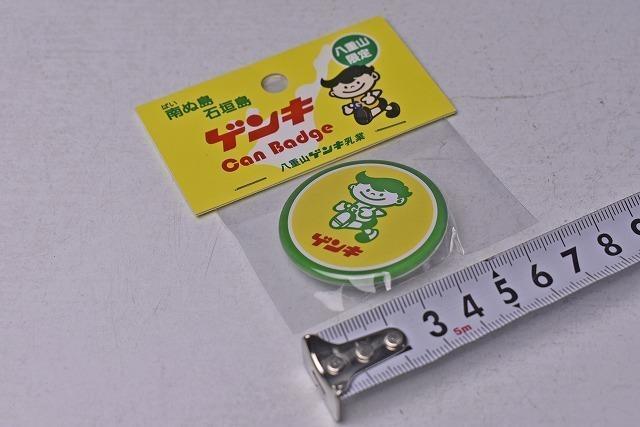 八重山
限定
ぱい
南ぬ島
石垣島
ゲンキ
Can Badge
八重山ゲンキ乳業
ゲンキ
3 4 5 6 7 8 9
5m